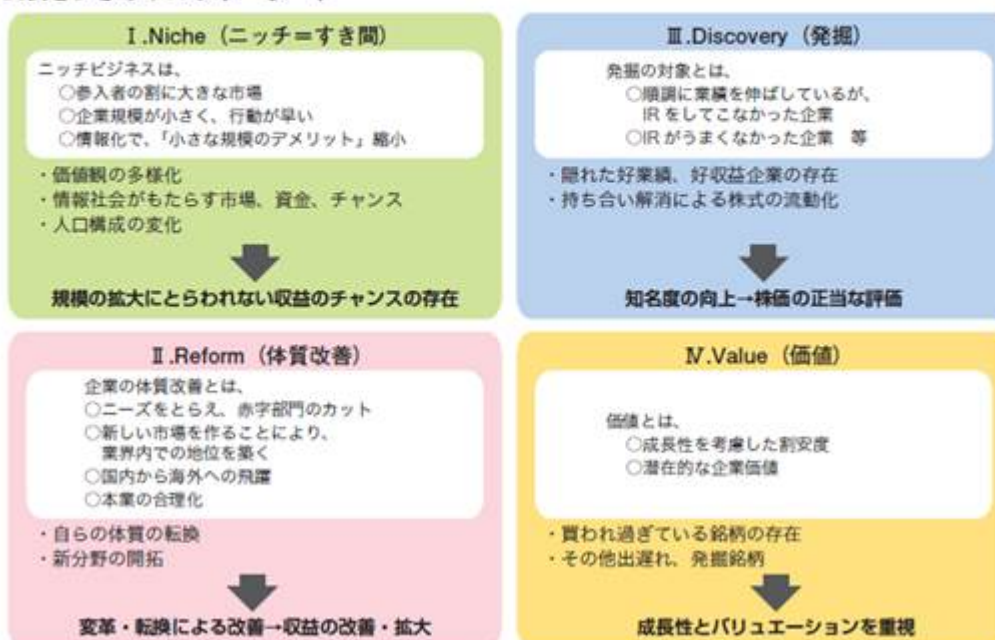 Ⅰ.Niche（ニッチ＝すき間）
ニッチビジネスは、
○参入者の割に大きな市場
○企業規模が小さく、行動が早い
○情報化で、「小さな規模のデメリット」縮小
・価値観の多様化
・情報社会がもたらす市場、資金、チャンス
・人口構成の変化
規模の拡大にとらわれない収益のチャンスの存在
Ⅱ.Reform（体質改善）
企業の体質改善とは、
○ニーズをとらえ、赤字部門のカット
○新しい市場を作ることにより、
業界内での地位を築く
○国内から海外への飛躍
○本業の合理化
・自らの体質の転換
・新分野の開拓
変革・転換による改善→収益の改善・拡大
Ⅲ.Discovery（発掘）
発掘の対象とは、
○順調に業績を伸ばしているが、
IRをしてこなかった企業
○IRがうまくなかった企業　等
・隠れた好業績、好収益企業の存在
・持ち合い解消による株式の流動化
知名度の向上→株価の正当な評価
Ⅳ.Value（価値）
価値とは、
○成長性を考慮した割安度
○潜在的な企業価値
・買われ過ぎている銘柄の存在
・その他出遅れ、発掘銘柄
成長性とバリュエーションを重視